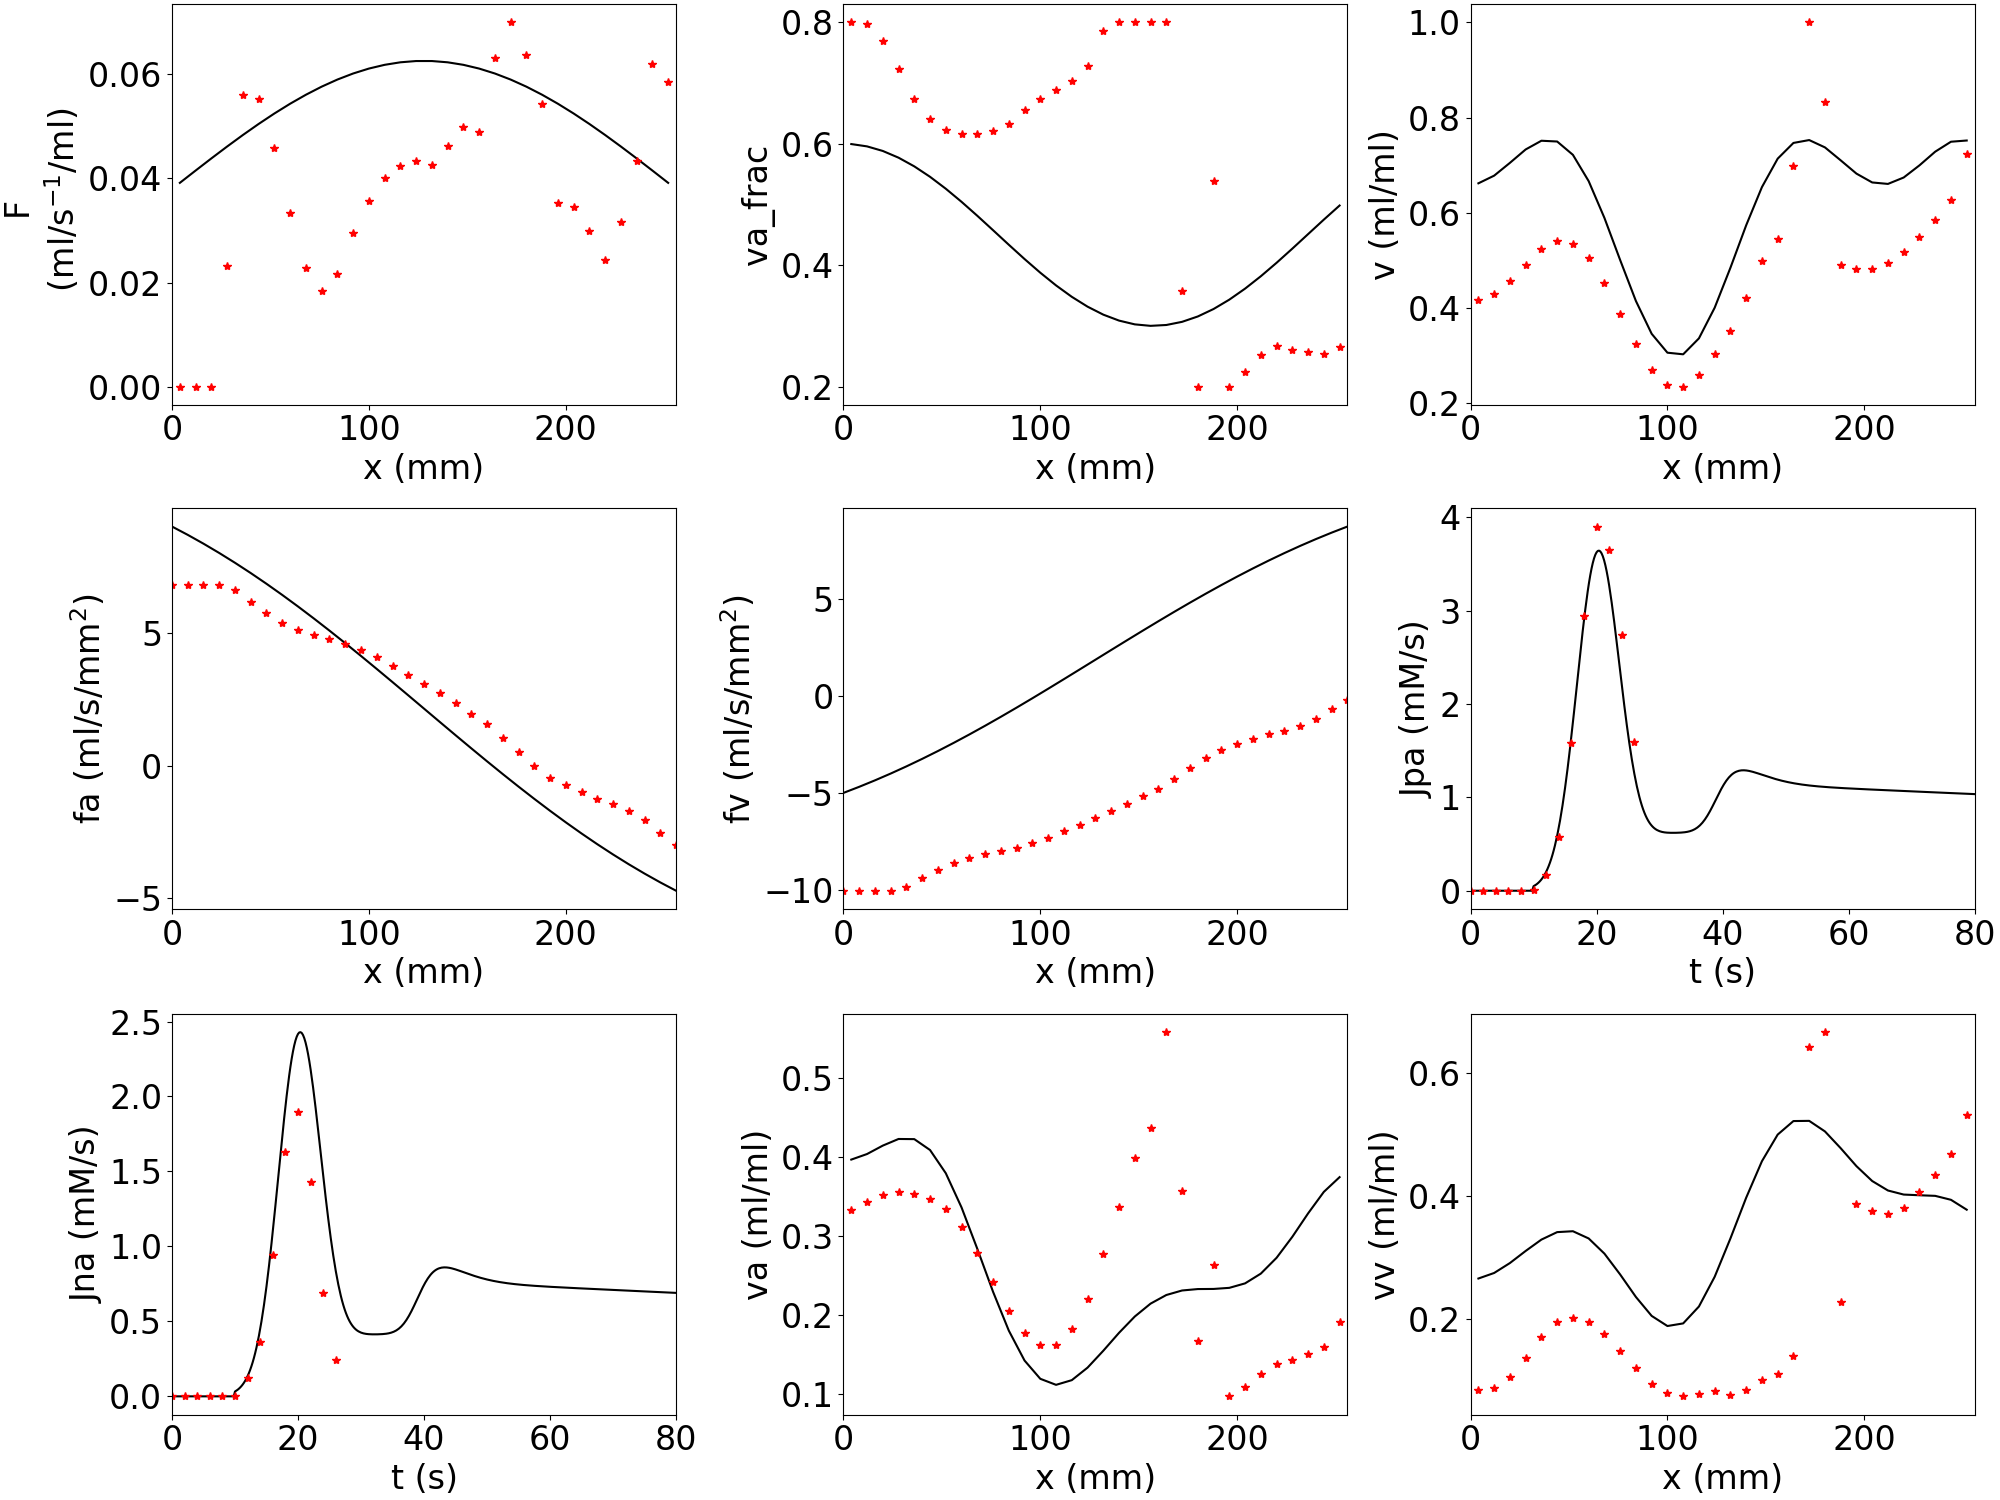 0.06
0.04
0.02
0.00
F
(ml/s⁻¹/ml)
0 100 200
x (mm)
0.8
0.6
0.4
0.2
va_frac
0 100 200
x (mm)
1.0
0.8
0.6
0.4
0.2
v (ml/ml)
0 100 200
x (mm)
5
0
−5
fa (ml/s/mm²)
0 100 200
x (mm)
5
0
−5
−10
fv (ml/s/mm²)
0 100 200
x (mm)
4
3
2
1
0
Jpa (mM/s)
0 20 40 60 80
t (s)
2.5
2.0
1.5
1.0
0.5
0.0
Jna (mM/s)
0 20 40 60 80
t (s)
0.5
0.4
0.3
0.2
0.1
va (ml/ml)
0 100 200
x (mm)
0.6
0.4
0.2
vv (ml/ml)
0 100 200
x (mm)